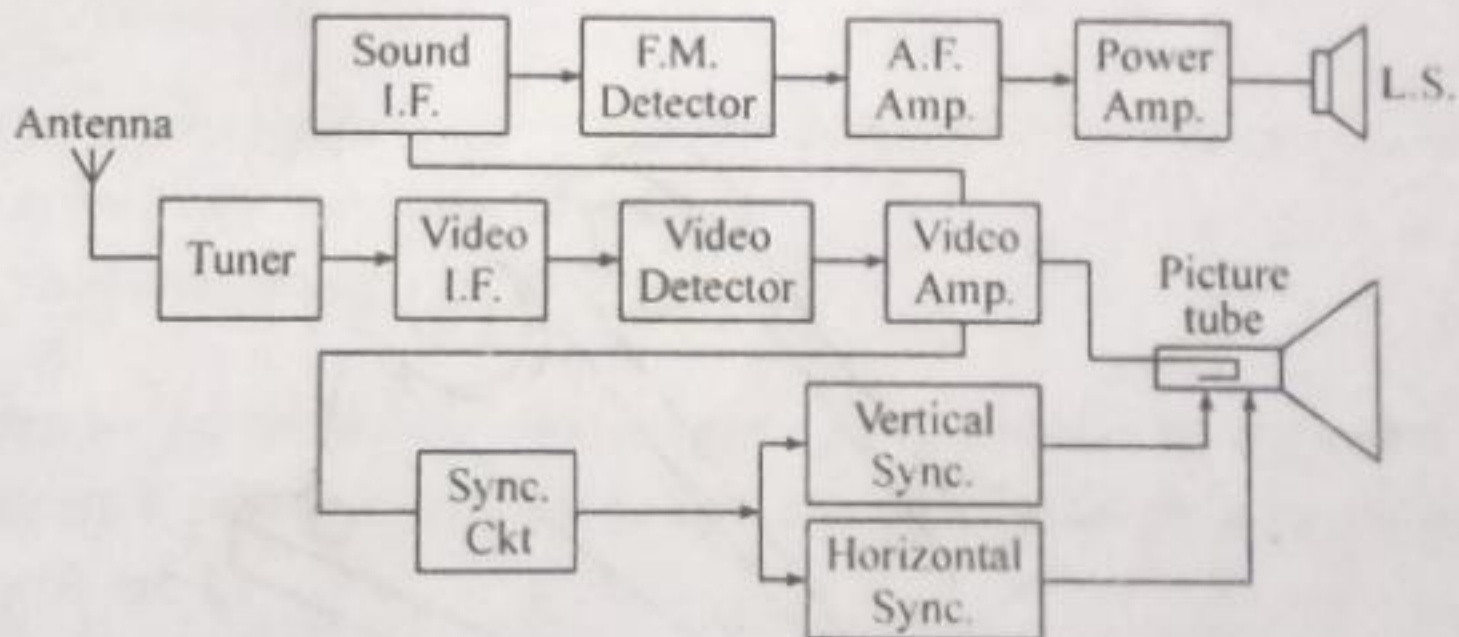 Sound
I.F.
F.M.
Detector
A.F.
Amp.
Power
Amp.
L.S.
Antenna
Tuner
Video
I.F.
Video
Detector
Video
Amp.
Picture
tube
Vertical
Sync.
Sync.
Ckt
Horizontal
Sync.